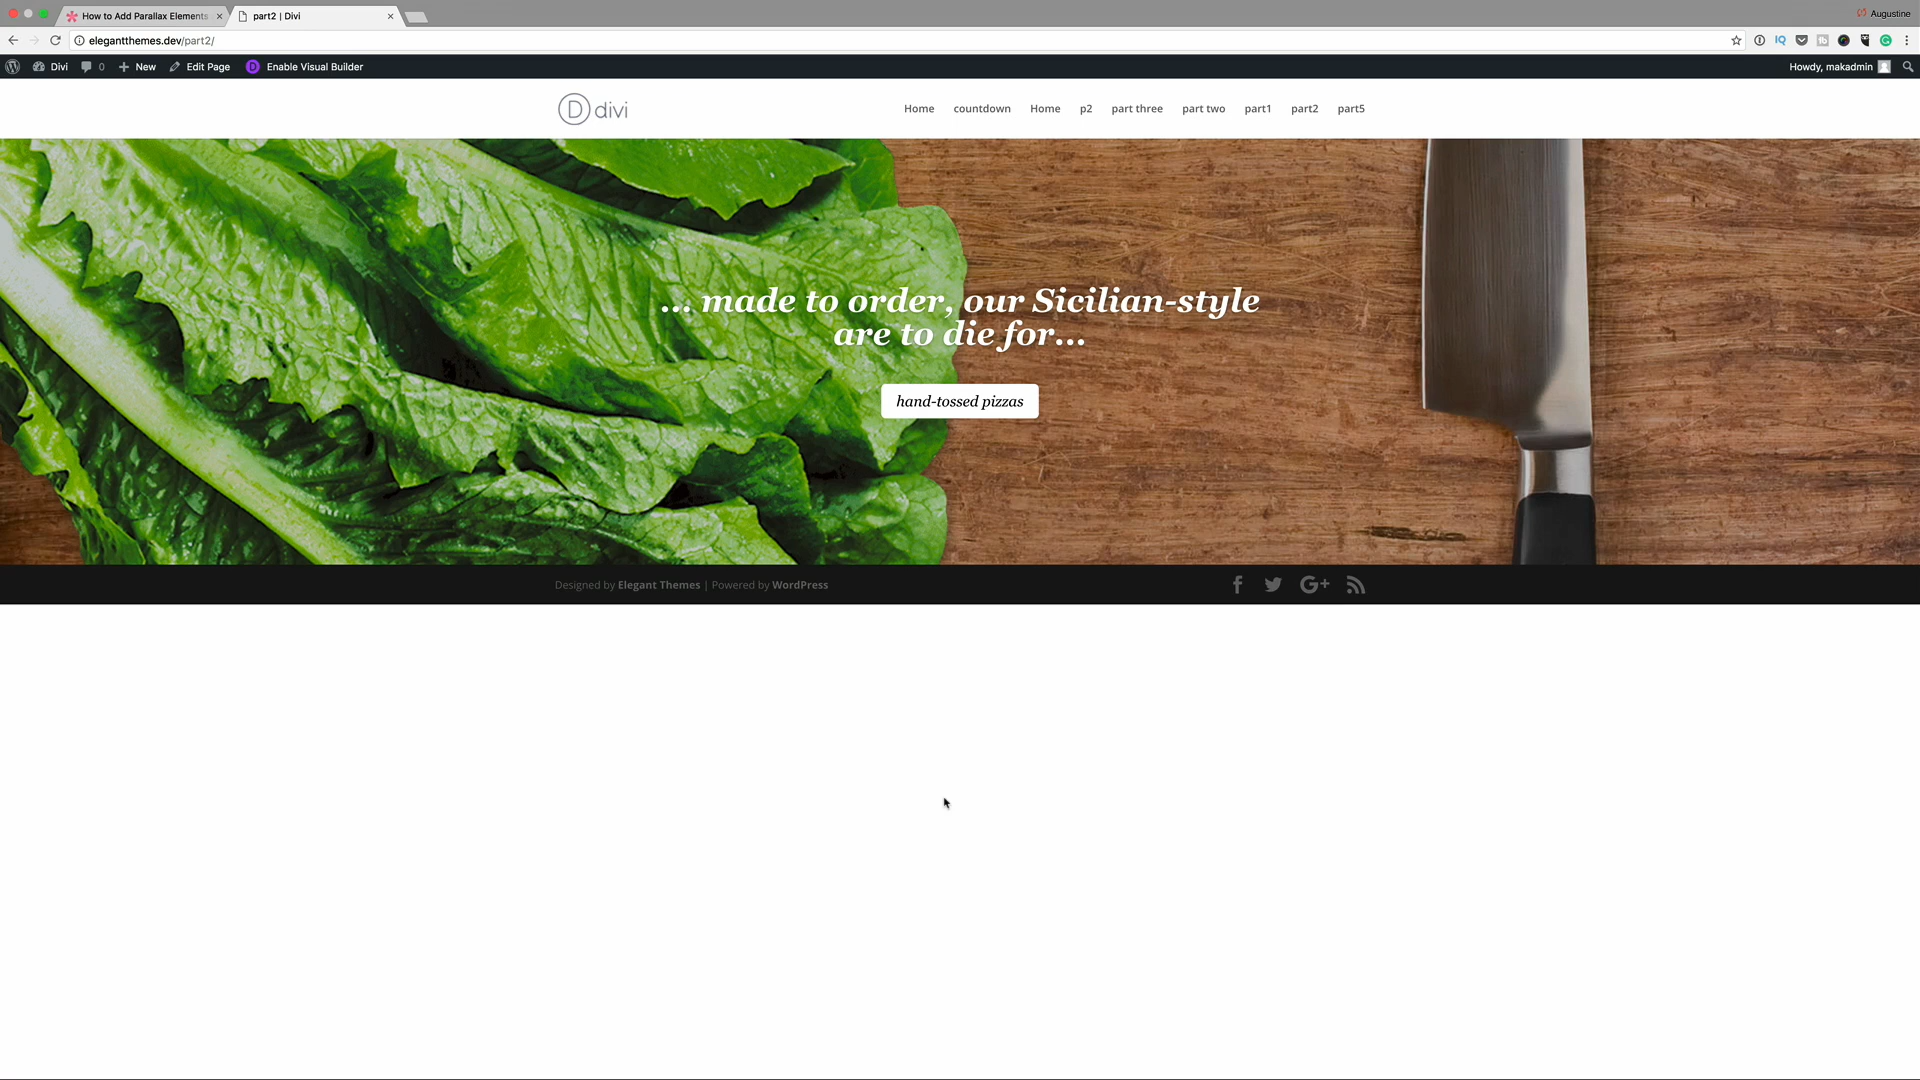 How to Add Parallax Elements
part2 | Divi
Augustine
elegantthemes.dev/part2/
IQ
Divi
0
New
Edit Page
D
Enable Visual Builder
Howdy, makadmin
D divi
Home
countdown
Home
p2
part three
part two
part1
part2
part5
... made to order, our Sicilian-style
are to die for...
hand-tossed pizzas
Designed by Elegant Themes | Powered by WordPress
G+